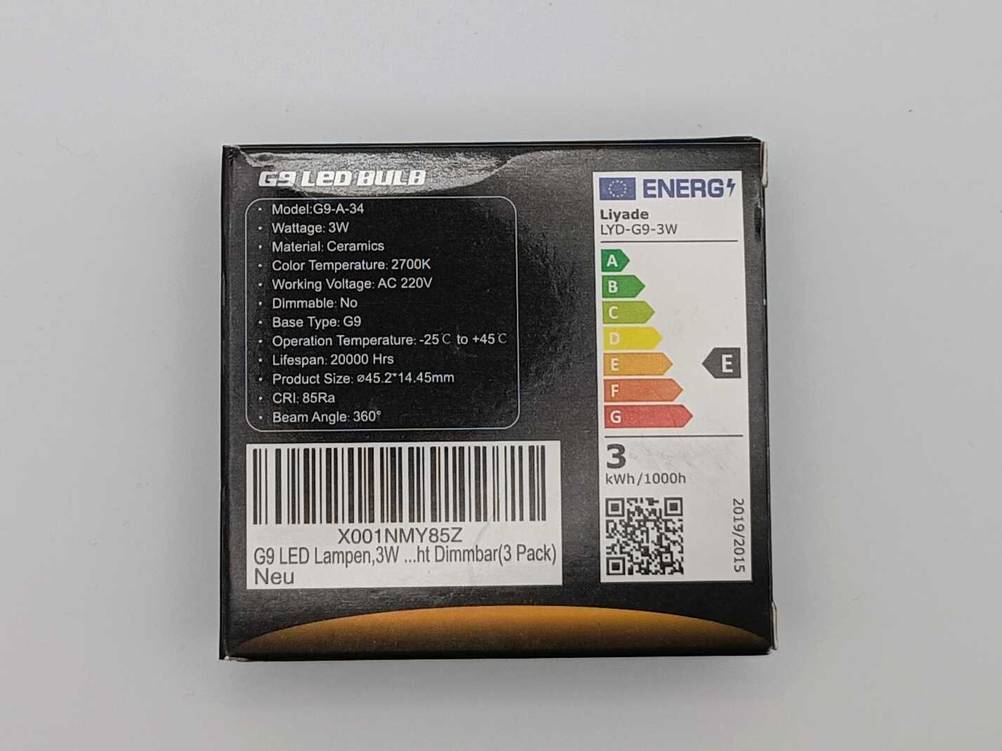 G9 LED BULB
· Model:G9-A-34
· Wattage: 3W
· Material: Ceramics
· Color Temperature: 2700K
· Working Voltage: AC 220V
· Dimmable: No
· Base Type: G9
· Operation Temperature: -25℃ to +45℃
· Lifespan: 20000 Hrs
· Product Size: ⌀45.2*14.45mm
· CRI: 85Ra
· Beam Angle: 360°
X001NMY85Z
G9 LED Lampen,3W ...ht Dimmbar(3 Pack)
Neu
ENERG
Liyade
LYD-G9-3W
A
B
C
D
E
E
F
G
3
kWh/1000h
2019/2015